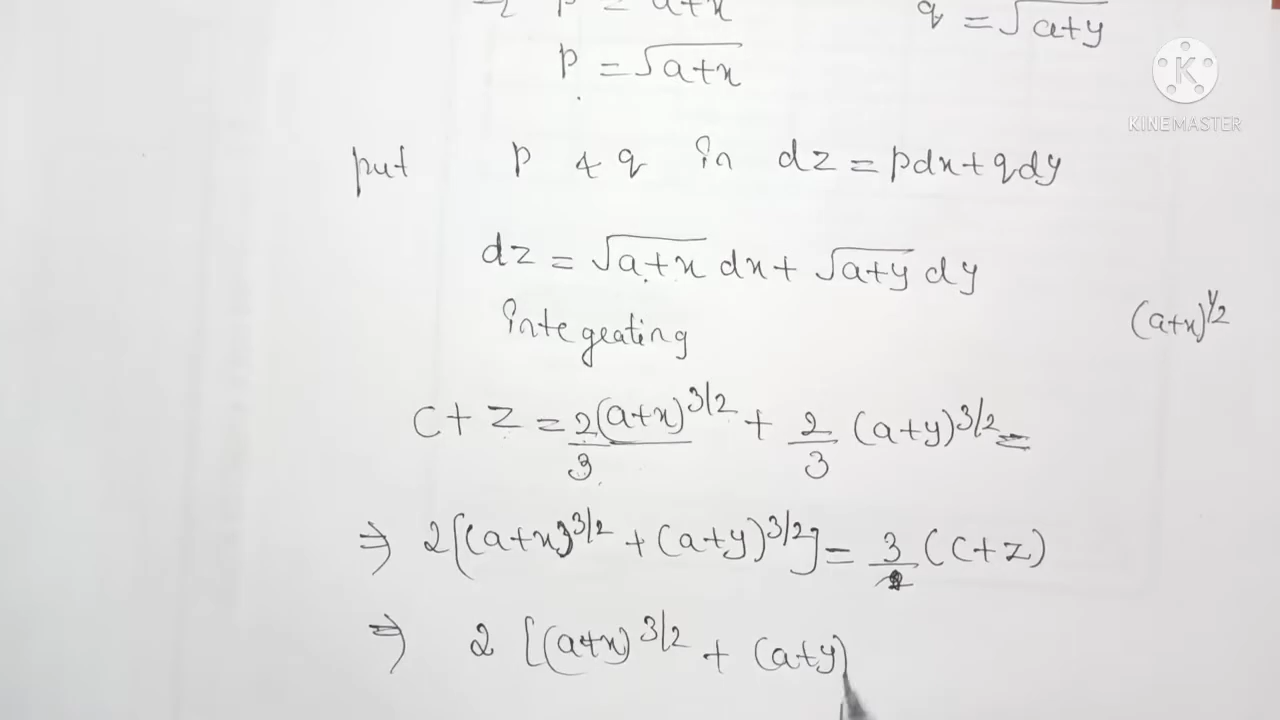 ⇒ p² = a+x q = √a+y
p = √a+x
KINEMASTER
put p & q in dz = pdx + qdy
dz = √a+x dx + √a+y dy
integrating
(a+x)^1/2
C + z = 2(a+x)^3/2 / 3 + 2/3 (a+y)^3/2 =
⇒ 2[(a+x)^3/2 + (a+y)^3/2] = 3 (C+z)
⇒ 2 [(a+x)^3/2 + (a+y)